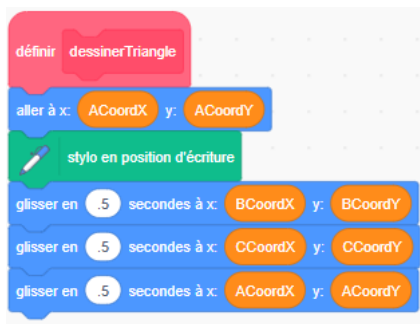 définir dessinerTriangle
aller à x: ACoordX y: ACoordY
stylo en position d'écriture
glisser en .5 secondes à x: BCoordX y: BCoordY
glisser en .5 secondes à x: CCoordX y: CCoordY
glisser en .5 secondes à x: ACoordX y: ACoordY